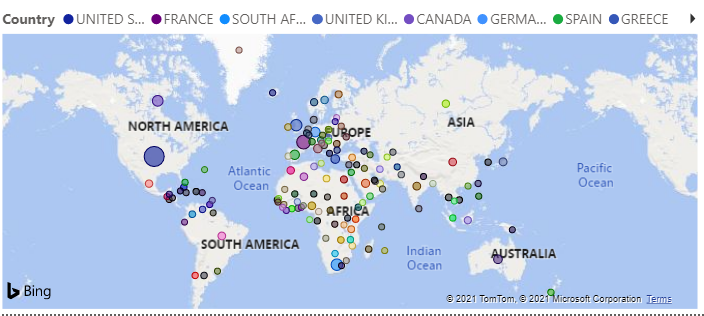 Country UNITED S... FRANCE SOUTH AF... UNITED KI... CANADA GERMA... SPAIN GREECE
NORTH AMERICA
EUROPE
ASIA
Atlantic
Ocean
Pacific
Ocean
AFRICA
SOUTH AMERICA
Indian
Ocean
AUSTRALIA
Bing
© 2021 TomTom, © 2021 Microsoft Corporation Terms